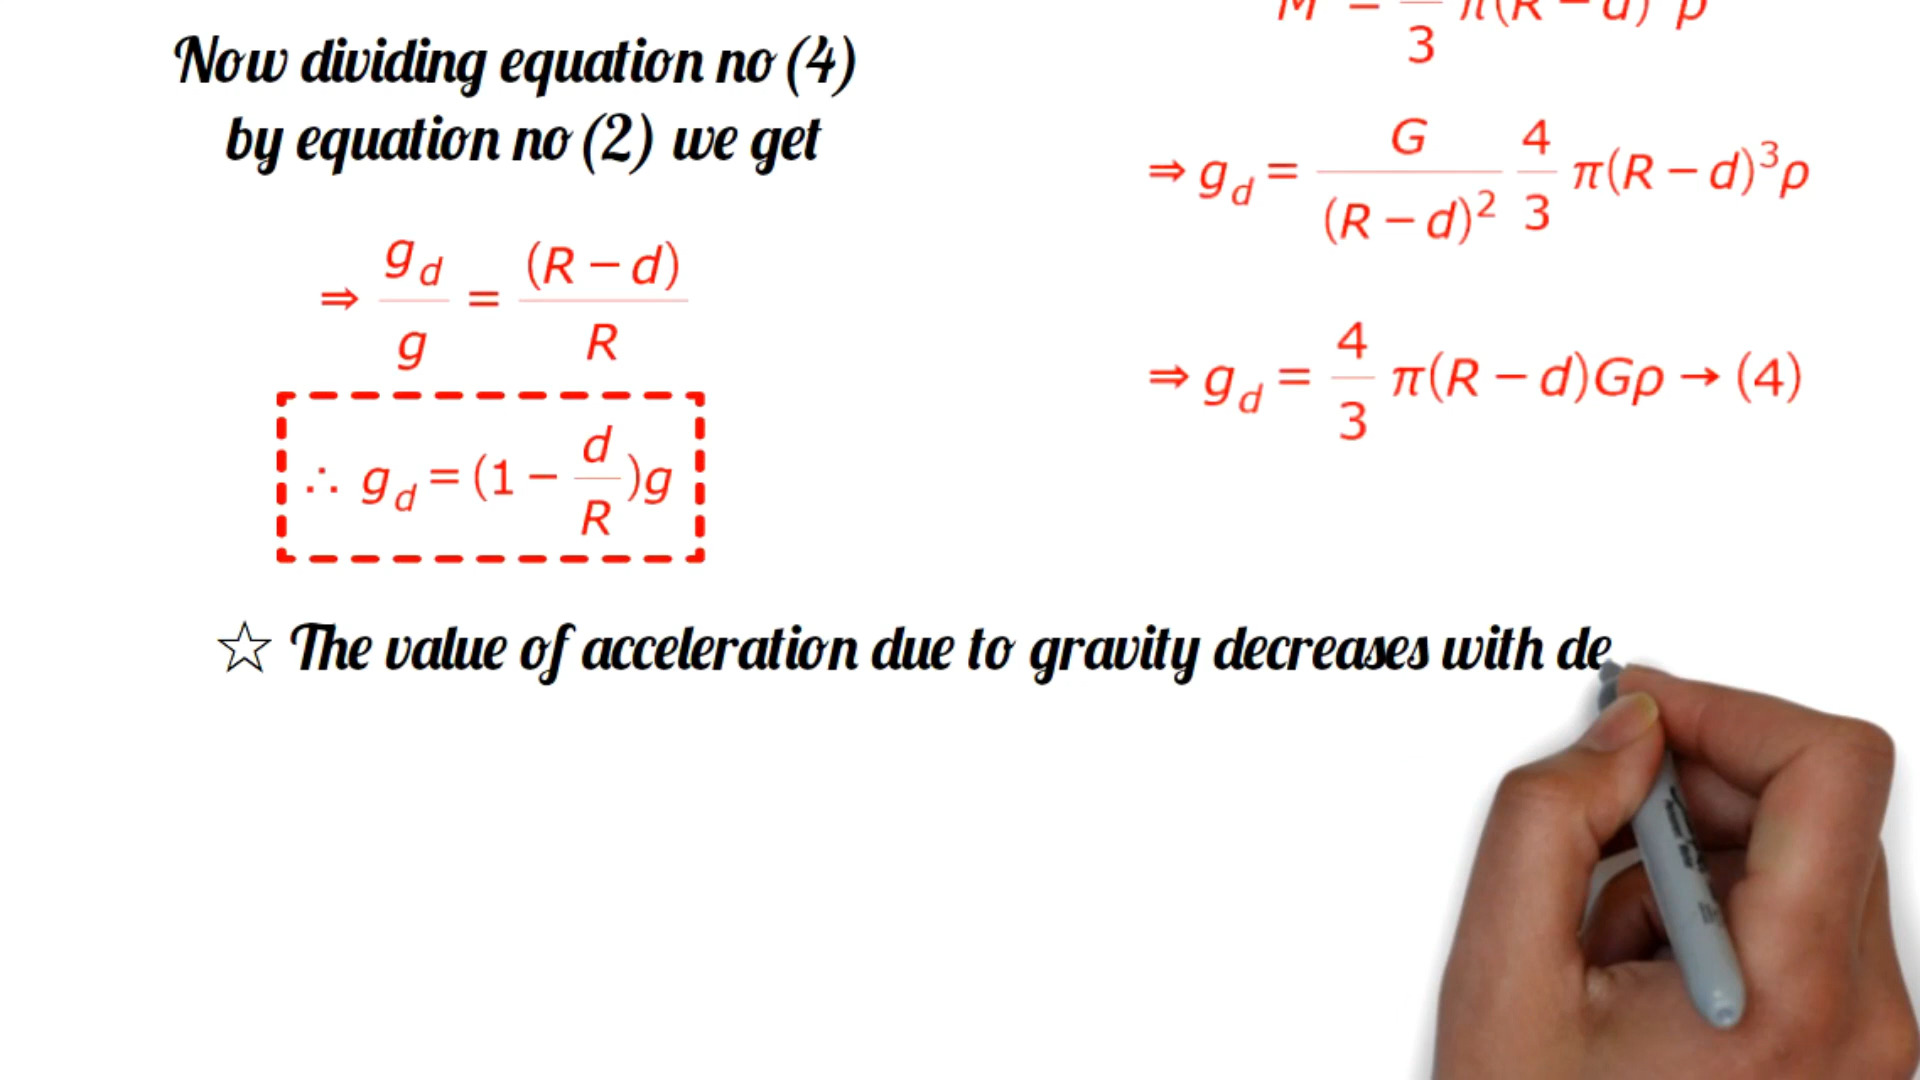 Now dividing equation no (4)
by equation no (2) we get
⇒ g_d / g = (R − d) / R
∴ g_d = (1 − d/R)g
⇒ g_d = G/(R − d)² 4/3 π(R − d)³ρ
⇒ g_d = 4/3 π(R − d)Gρ → (4)
☆ The value of acceleration due to gravity decreases with de